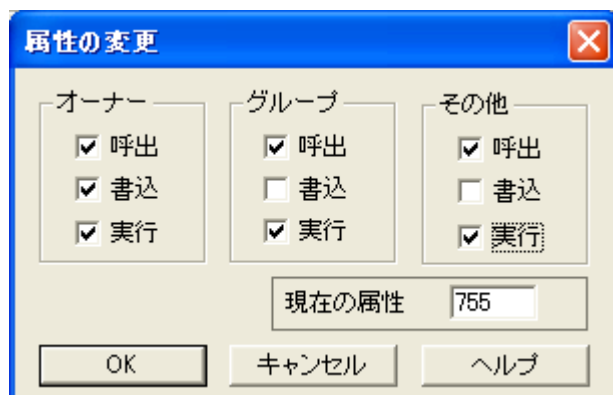 属性の変更
オーナー グループ その他
呼出 呼出 呼出
書込 書込 書込
実行 実行 実行
現在の属性 755
OK キャンセル ヘルプ